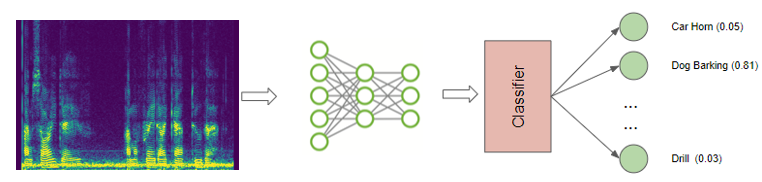 Classifier
Car Horn (0.05)
Dog Barking (0.81)
...
...
Drill (0.03)